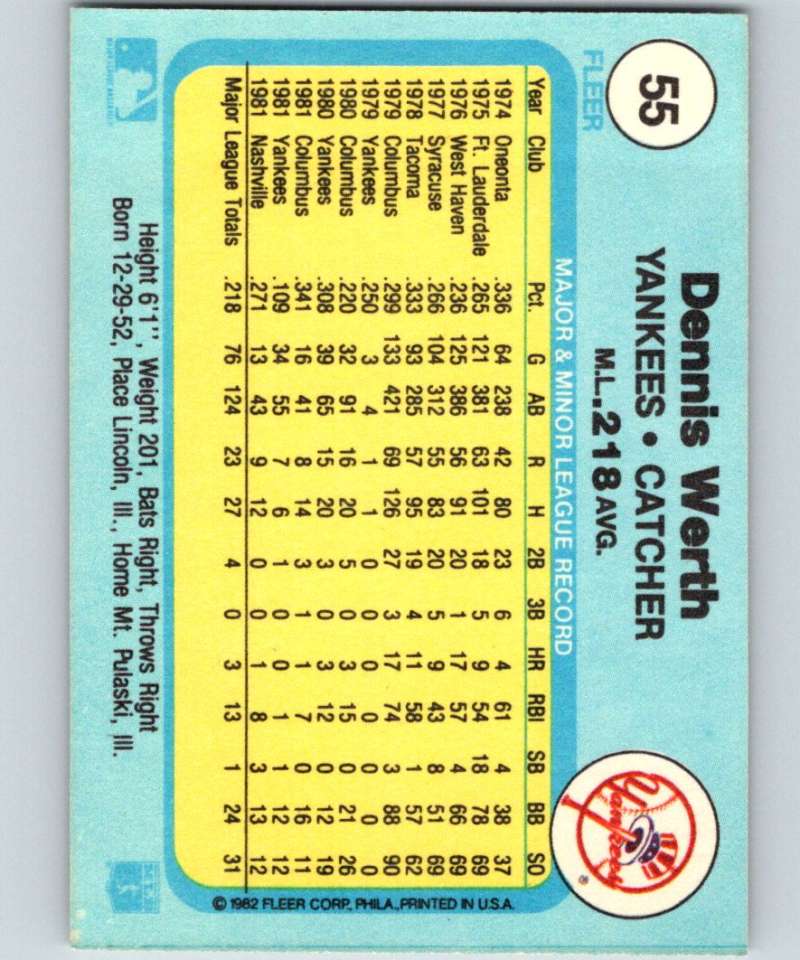 55
FLEER
Dennis Werth
YANKEES • CATCHER
M.L. .218 AVG.
Yankees
®
MAJOR & MINOR LEAGUE RECORD
Year Club Pct. G AB R H 2B 3B HR RBI SB BB SO
1974 Oneonta .336 64 238 42 80 23 6 4 61 4 38 37
1975 Ft. Lauderdale .265 121 381 63 101 18 5 9 54 18 78 69
1976 West Haven .236 125 386 56 91 20 1 17 57 4 66 69
1977 Syracuse .266 104 312 55 83 20 5 9 43 8 51 69
1978 Tacoma .333 93 285 57 95 19 4 11 58 1 57 62
1979 Columbus .299 133 421 69 126 27 3 17 74 3 88 90
1979 Yankees .250 3 4 1 1 0 0 0 0 0 0 0
1980 Columbus .220 32 91 16 20 5 0 3 15 0 21 26
1980 Yankees .308 39 65 15 20 3 0 3 12 0 12 19
1981 Columbus .341 16 41 8 14 3 1 1 7 0 16 11
1981 Yankees .109 34 55 7 6 1 0 0 1 1 12 12
1981 Nashville .271 13 43 9 12 0 0 1 8 3 13 12
Major League Totals .218 76 124 23 27 4 0 3 13 1 24 31
© 1982 FLEER CORP. PHILA., PRINTED IN U.S.A.
Height 6'1", Weight 201, Bats Right, Throws Right
Born 12-29-52, Place Lincoln, Ill., Home Mt. Pulaski, Ill.